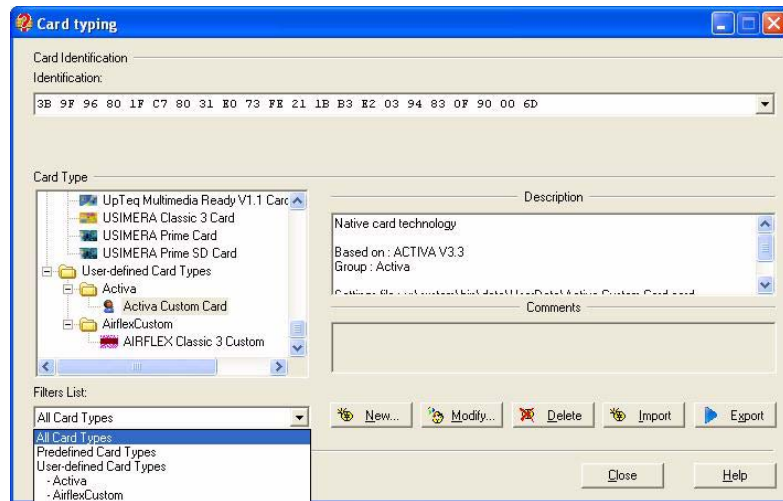 Card typing
Card Identification
Identification:
3B 9F 96 80 1F C7 80 31 E0 73 FE 21 1B B3 E2 03 94 83 0F 90 00 6D
Card Type
UpTeq Multimedia Ready V1.1 Carc
USIMERA Classic 3 Card
USIMERA Prime Card
USIMERA Prime SD Card
User-defined Card Types
Activa
Activa Custom Card
AirflexCustom
AIRFLEX Classic 3 Custom
Description
Native card technology
Based on : ACTIVA V3.3
Group : Activa
Comments
Filters List:
All Card Types
New...
Modify...
Delete
Import
Export
All Card Types
Predefined Card Types
User-defined Card Types
- Activa
- AirflexCustom
Close
Help